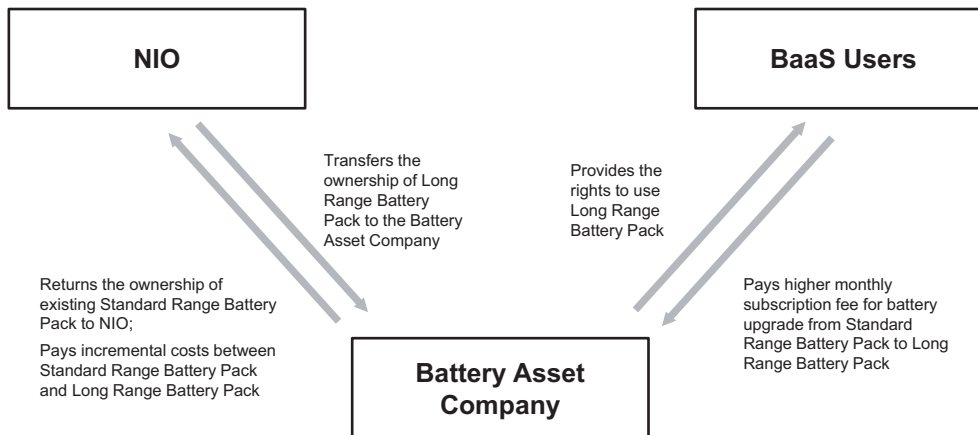 NIO
BaaS Users
Transfers the
ownership of Long
Range Battery
Pack to the Battery
Asset Company
Provides the
rights to use
Long Range
Battery Pack
Returns the ownership of
existing Standard Range Battery
Pack to NIO;
Pays incremental costs between
Standard Range Battery Pack
and Long Range Battery Pack
Pays higher monthly
subscription fee for battery
upgrade from Standard
Range Battery Pack to Long
Range Battery Pack
Battery Asset
Company